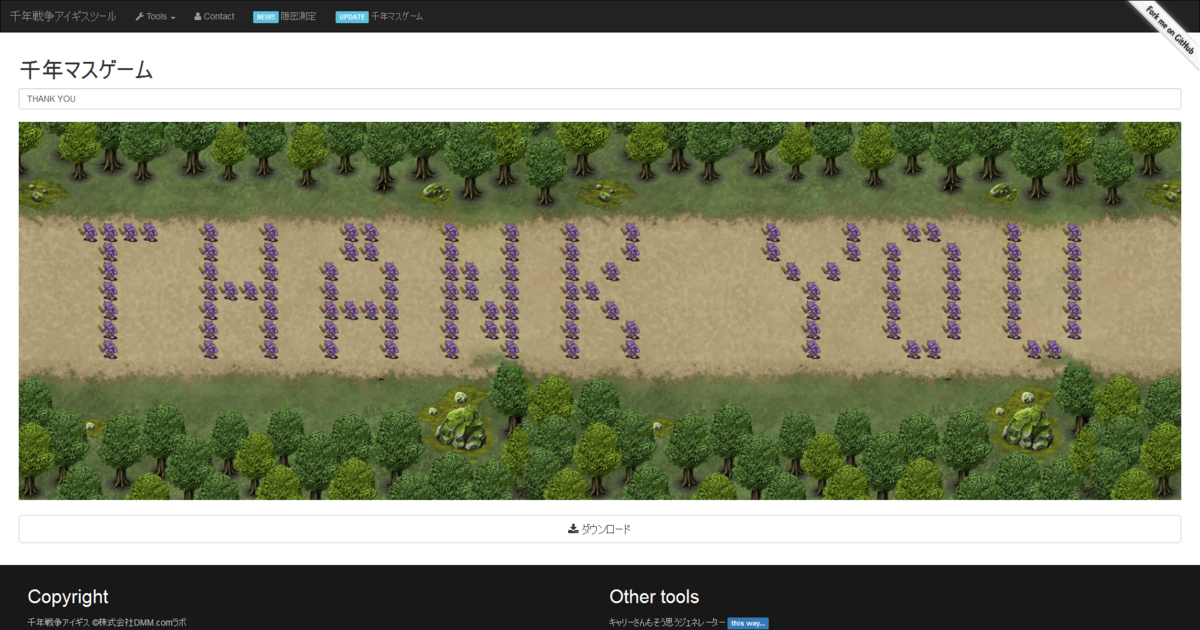 千年戦争アイギスツール Tools Contact NEW!! 隠密測定 UPDATE 千年マスゲーム
Fork me on GitHub
千年マスゲーム
THANK YOU
THANK YOU
ダウンロード
Copyright
千年戦争アイギス ©株式会社DMM.comラボ
Other tools
キャリーさんもそう思うジェネレーター this way...